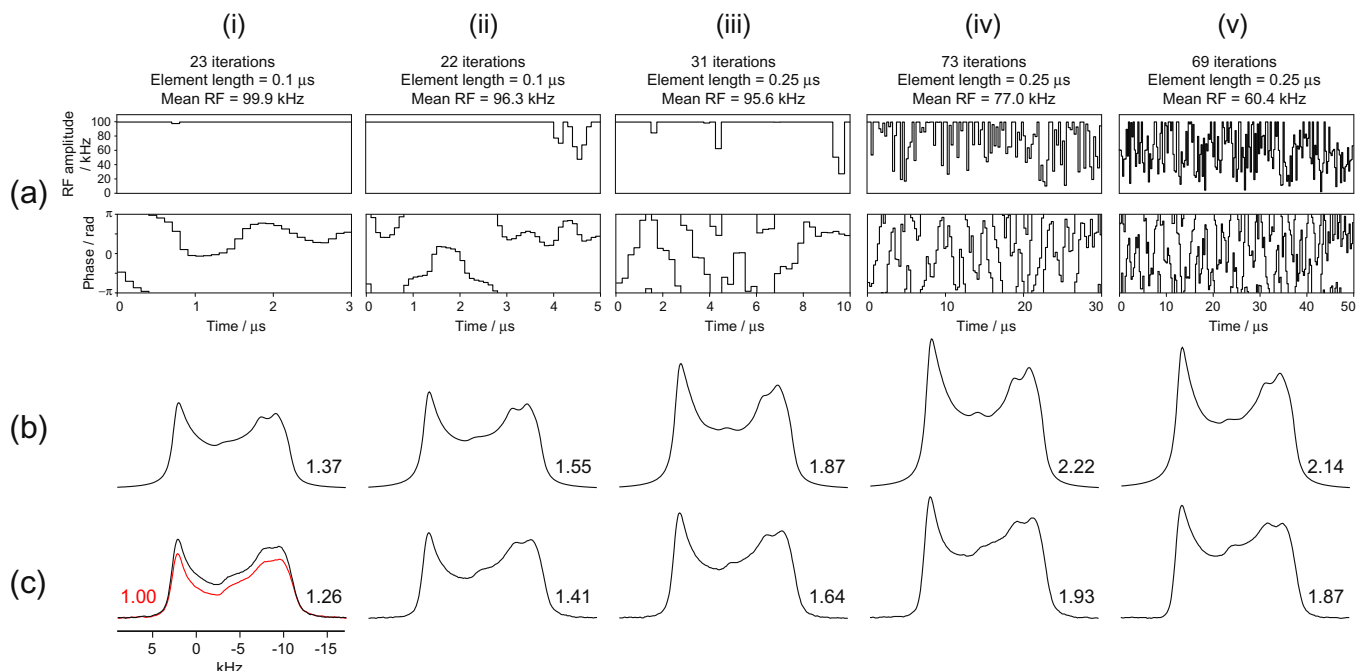 (i) (ii) (iii) (iv) (v)
23 iterations 22 iterations 31 iterations 73 iterations 69 iterations
Element length = 0.1 μs Element length = 0.1 μs Element length = 0.25 μs Element length = 0.25 μs Element length = 0.25 μs
Mean RF = 99.9 kHz Mean RF = 96.3 kHz Mean RF = 95.6 kHz Mean RF = 77.0 kHz Mean RF = 60.4 kHz
(a)
RF amplitude
/ kHz
100
80
60
40
20
0
Phase / rad
π
0
−π
0 1 2 3 0 1 2 3 4 5 0 2 4 6 8 10 0 10 20 30 0 10 20 30 40 50
Time / μs Time / μs Time / μs Time / μs Time / μs
(b)
1.37 1.55 1.87 2.22 2.14
(c)
1.00 1.26 1.41 1.64 1.93 1.87
5 0 -5 -10 -15
kHz